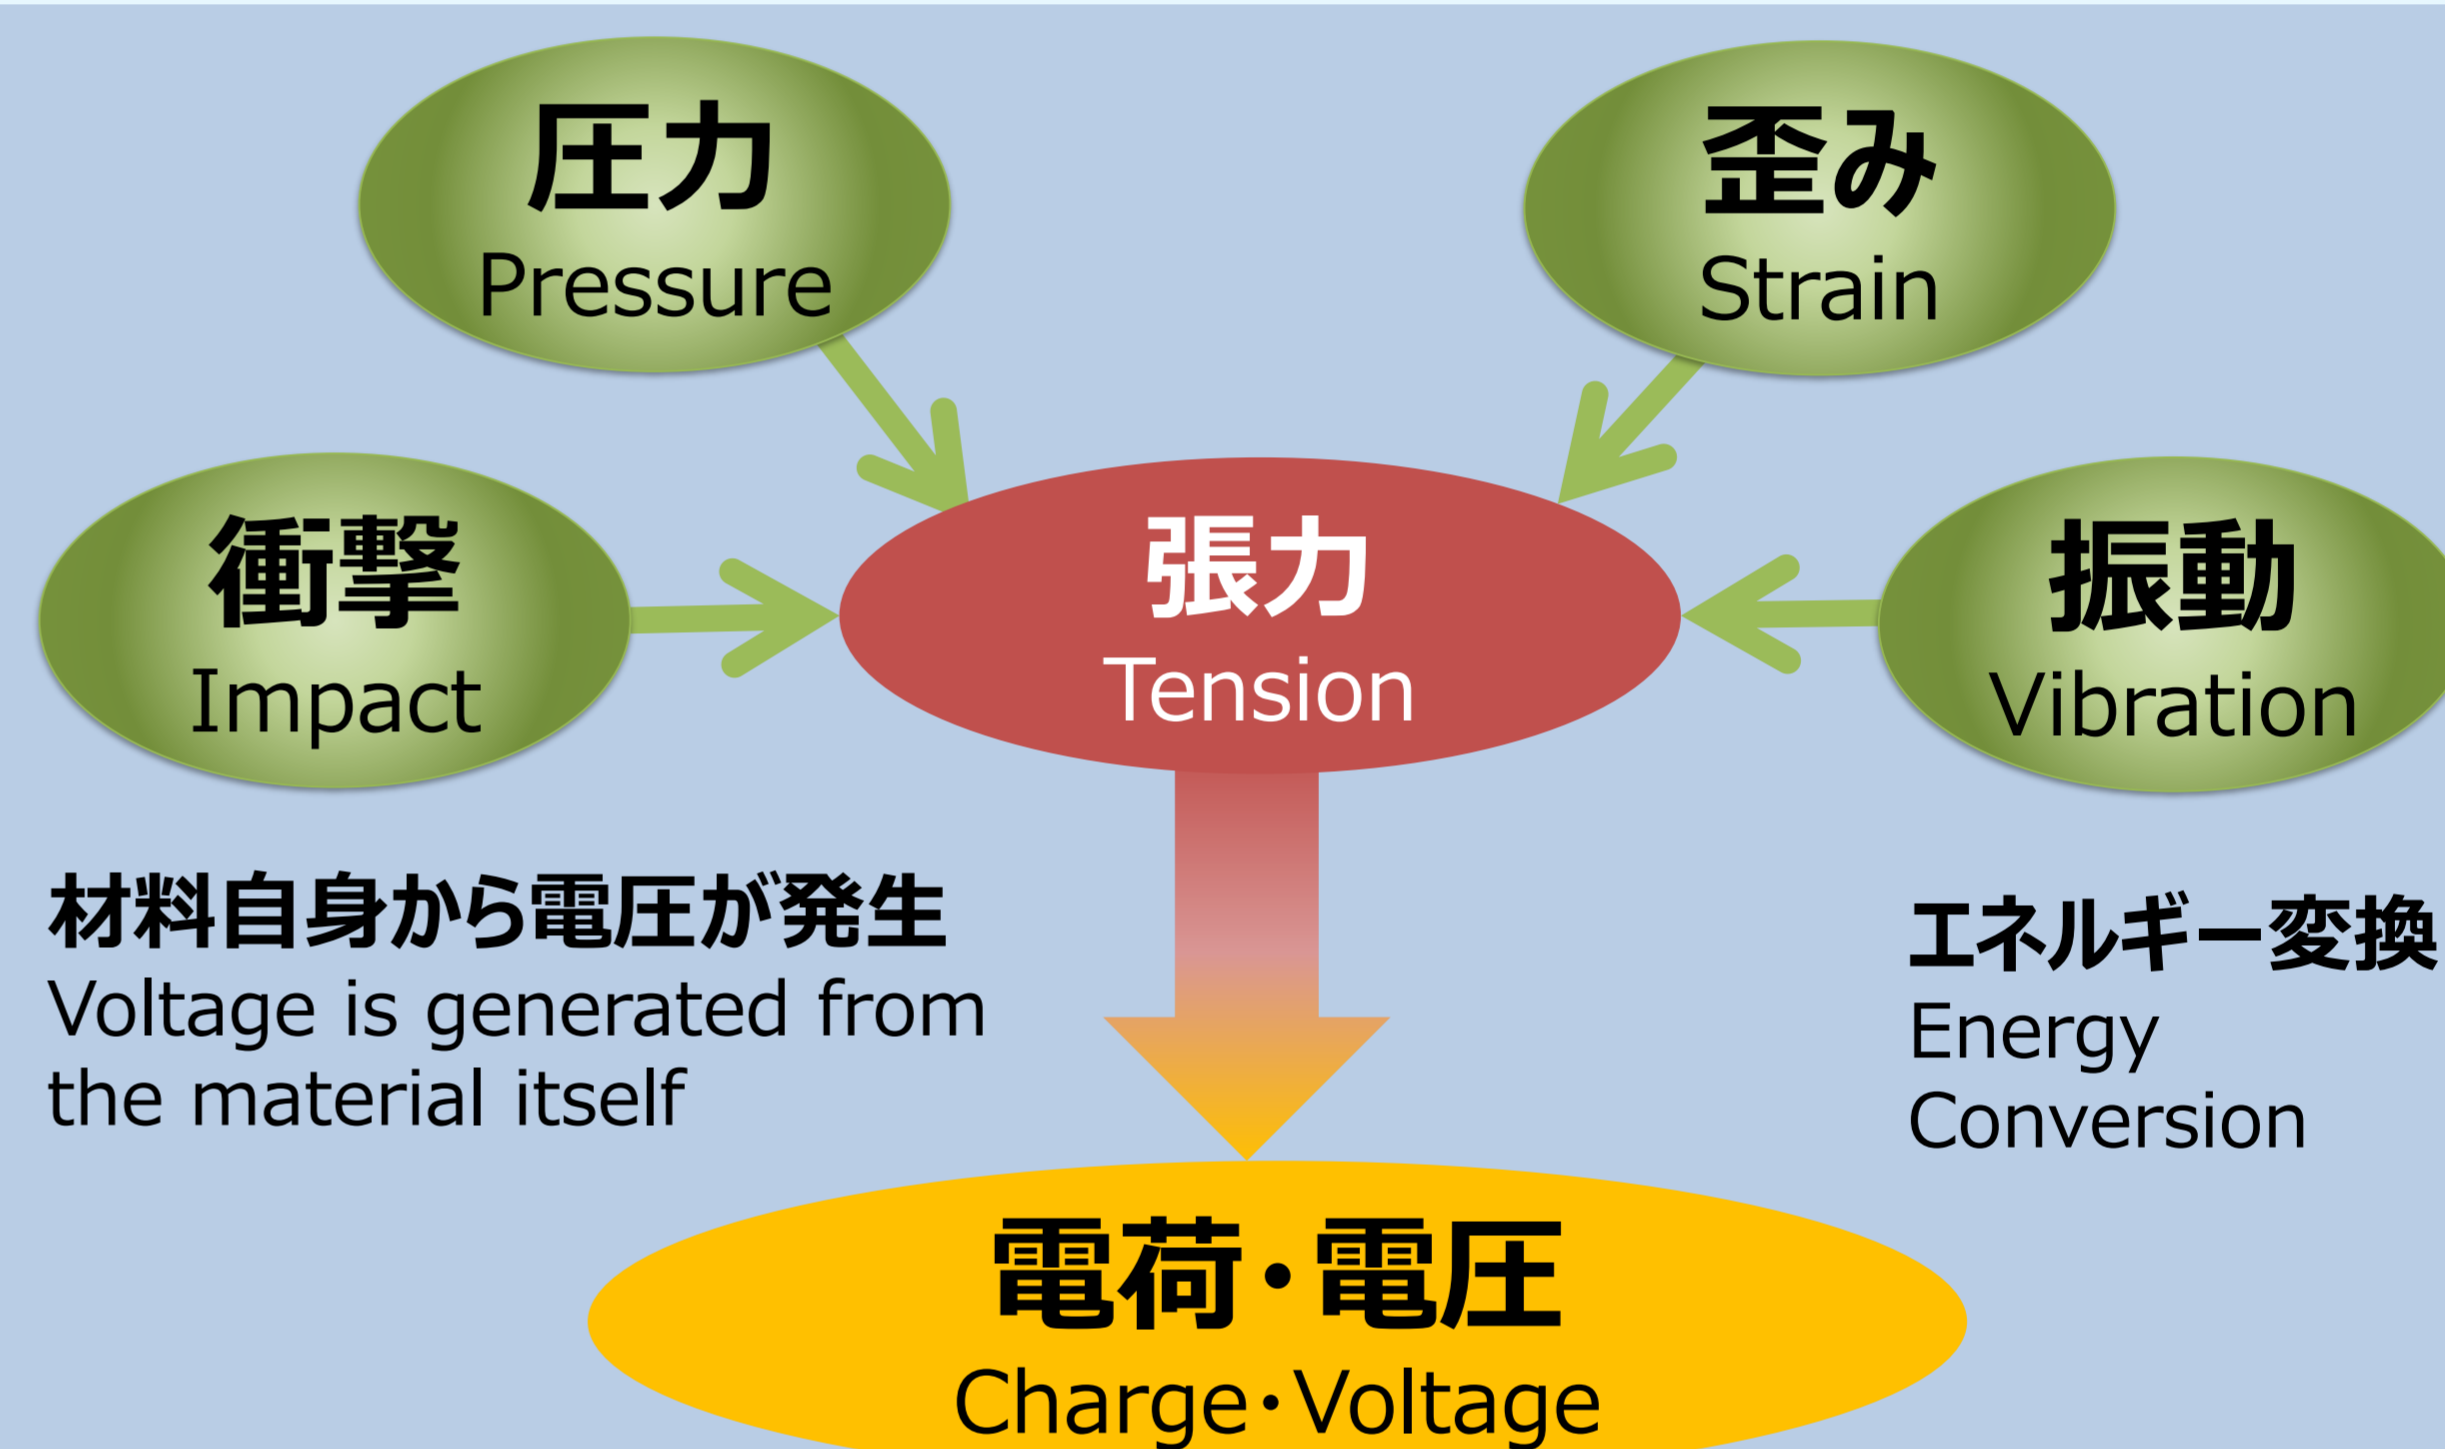 圧力
Pressure
歪み
Strain
衝撃
Impact
張力
Tension
振動
Vibration
材料自身から電圧が発生
Voltage is generated from
the material itself
エネルギー変換
Energy
Conversion
電荷・電圧
Charge・Voltage